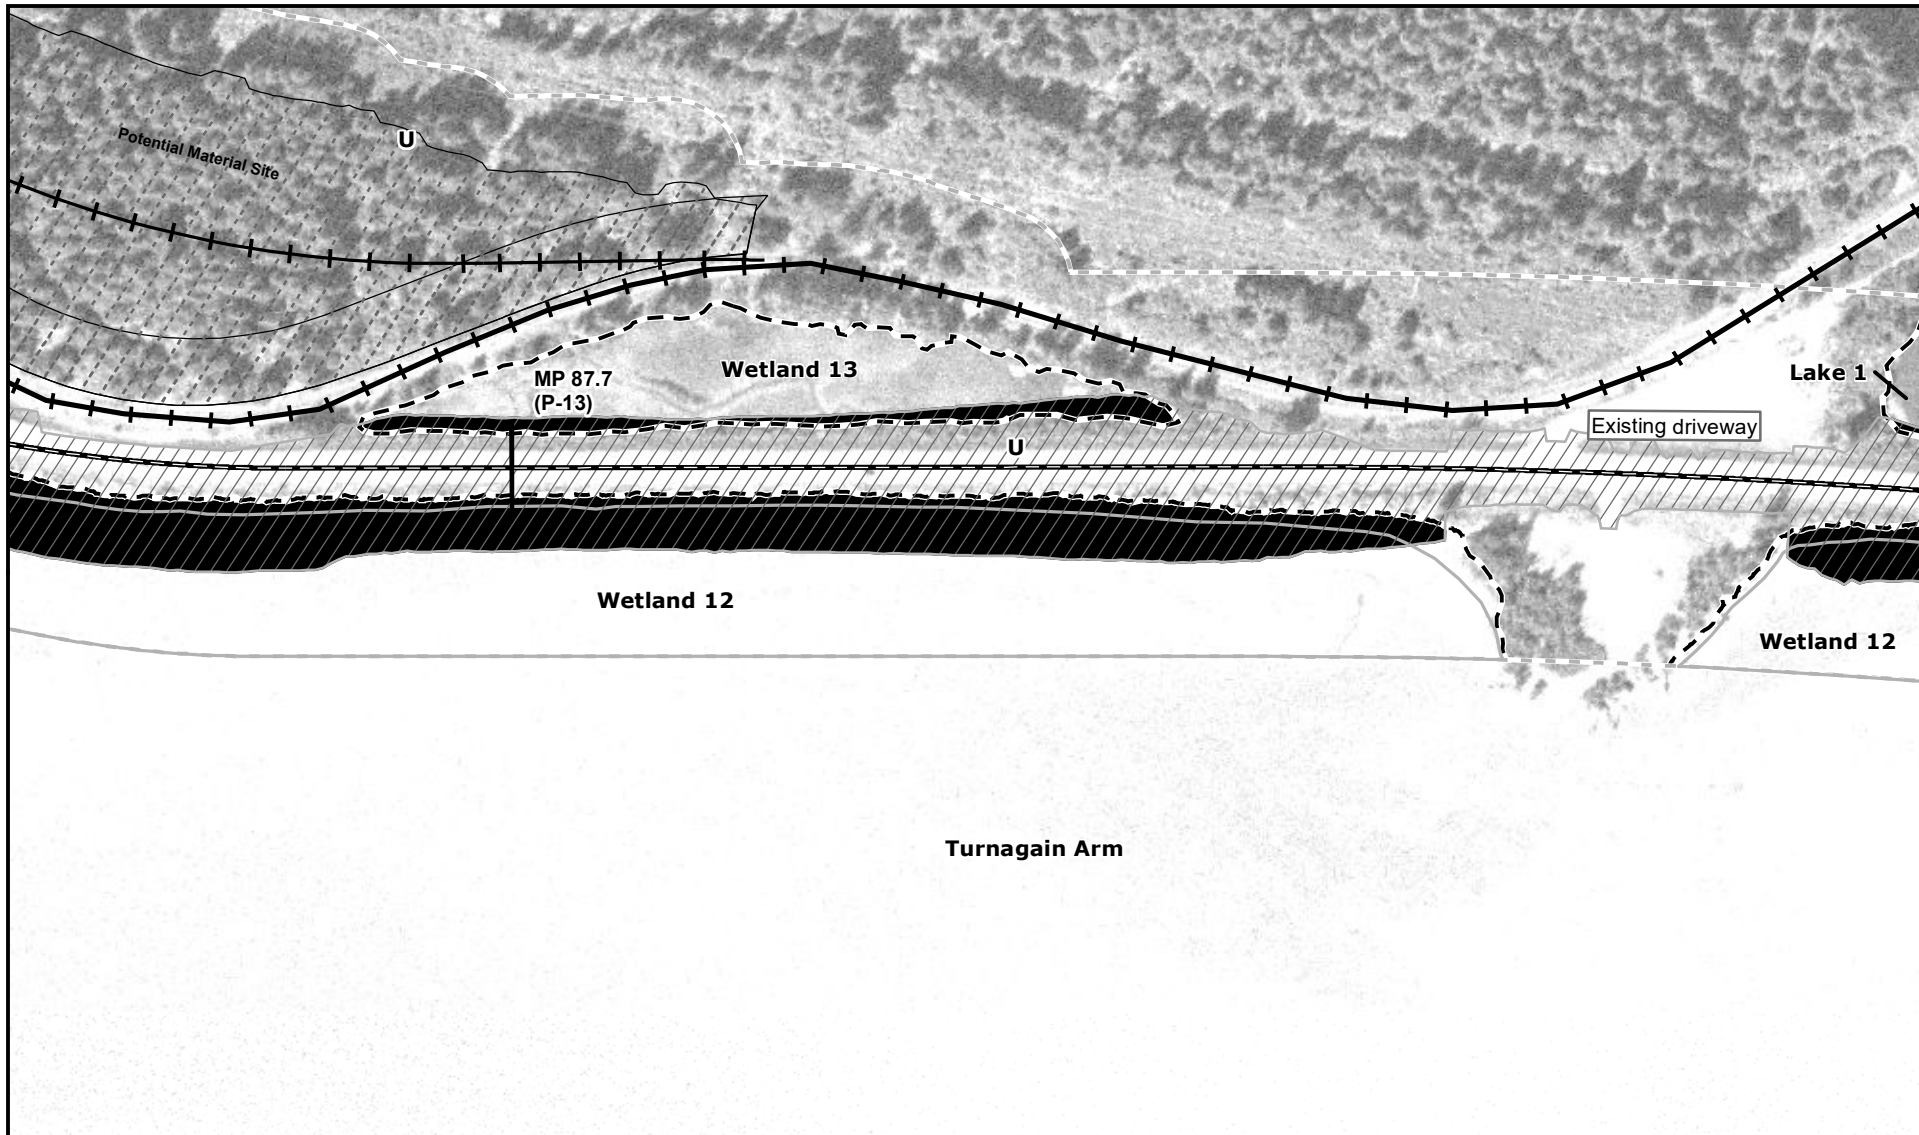 U
Potential Material Site
Wetland 13
Lake 1
MP 87.7
(P-13)
Existing driveway
U
Wetland 12
Wetland 12
Turnagain Arm